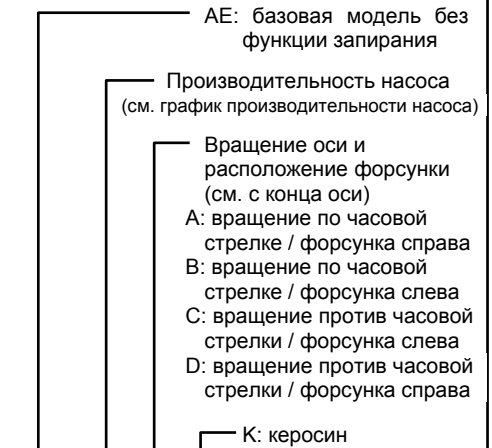 AE: базовая модель без
функции запирания
Производительность насоса
(см. график производительности насоса)
Вращение оси и
расположение форсунки
(см. с конца оси)
A: вращение по часовой
стрелке / форсунка справа
B: вращение по часовой
стрелке / форсунка слева
C: вращение против часовой
стрелки / форсунка слева
D: вращение против часовой
стрелки / форсунка справа
K: керосин